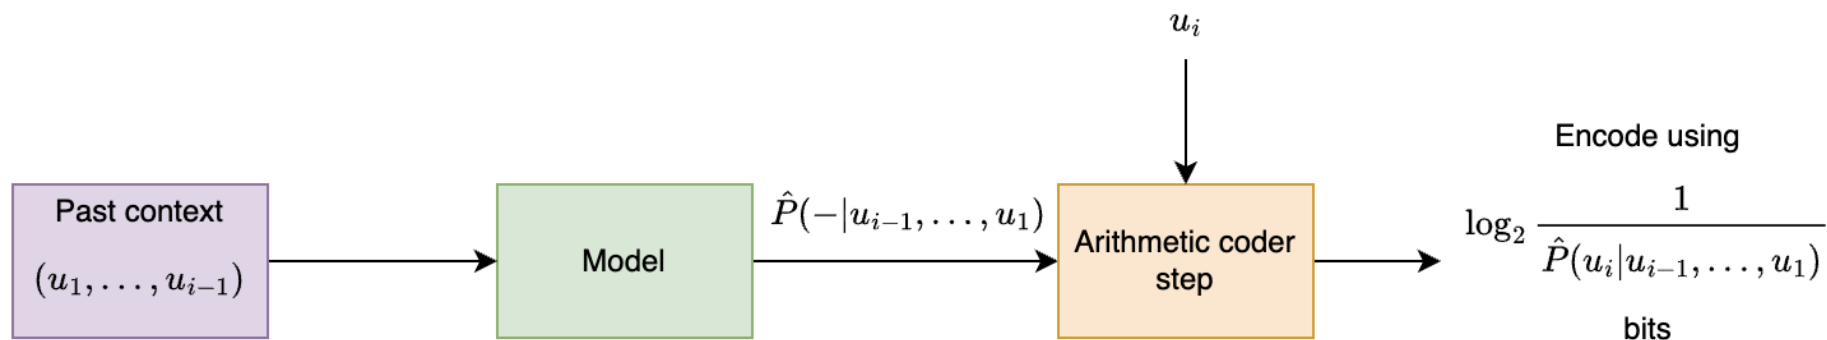 u_i
Past context
(u_1, ..., u_{i-1})
Model
P̂(−|u_{i-1}, ..., u_1)
Arithmetic coder
step
Encode using
log_2 1 / P̂(u_i|u_{i-1}, ..., u_1)
bits